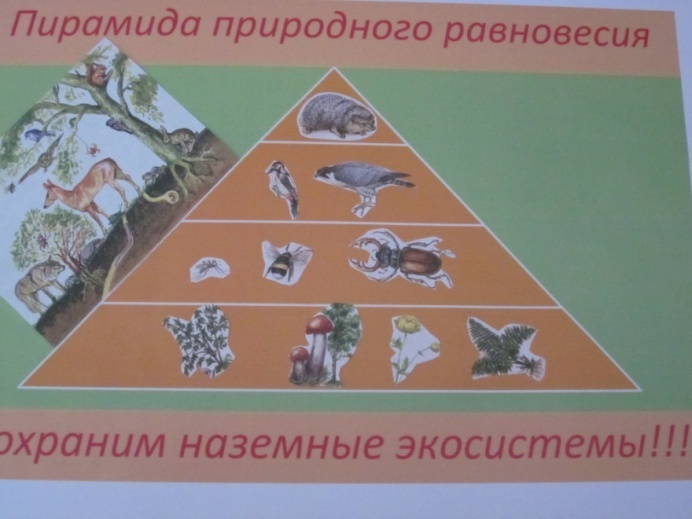 Пирамида природного равновесия
охраним наземные экосистемы!!!